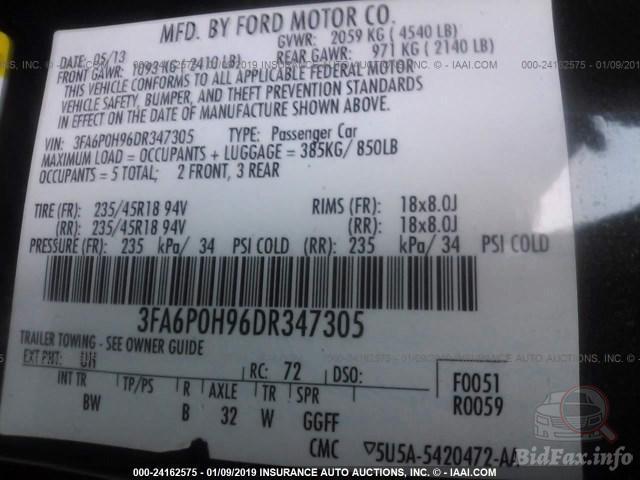 MFD. BY FORD MOTOR CO.
DATE: 05/13 GVWR: 2059 KG ( 4540 LB)
FRONT GAWR: 1093 KG ( 2410 LB) REAR GAWR: 971 KG ( 2140 LB)
THIS VEHICLE CONFORMS TO ALL APPLICABLE FEDERAL MOTOR
VEHICLE SAFETY, BUMPER, AND THEFT PREVENTION STANDARDS
IN EFFECT ON THE DATE OF MANUFACTURE SHOWN ABOVE.
VIN: 3FA6P0H96DR347305 TYPE: Passenger Car
MAXIMUM LOAD = OCCUPANTS + LUGGAGE = 385KG/ 850LB
OCCUPANTS = 5 TOTAL; 2 FRONT, 3 REAR
TIRE (FR): 235/45R18 94V RIMS (FR): 18x8.0J
(RR): 235/45R18 94V (RR): 18x8.0J
PRESSURE (FR): 235 kPa/ 34 PSI COLD (RR): 235 kPa/ 34 PSI COLD
3FA6P0H96DR347305
TRAILER TOWING - SEE OWNER GUIDE
EXT PNT: UH RC: 72 DSO: F0051
INT TR TP/PS R AXLE TR SPR R0059
BW B 32 W GGFF
CMC ▽5U5A-5420472-AA
000-24162575 - 01/09/2019 INSURANCE AUTO AUCTIONS - © - IAAI.COM
BidFax.info